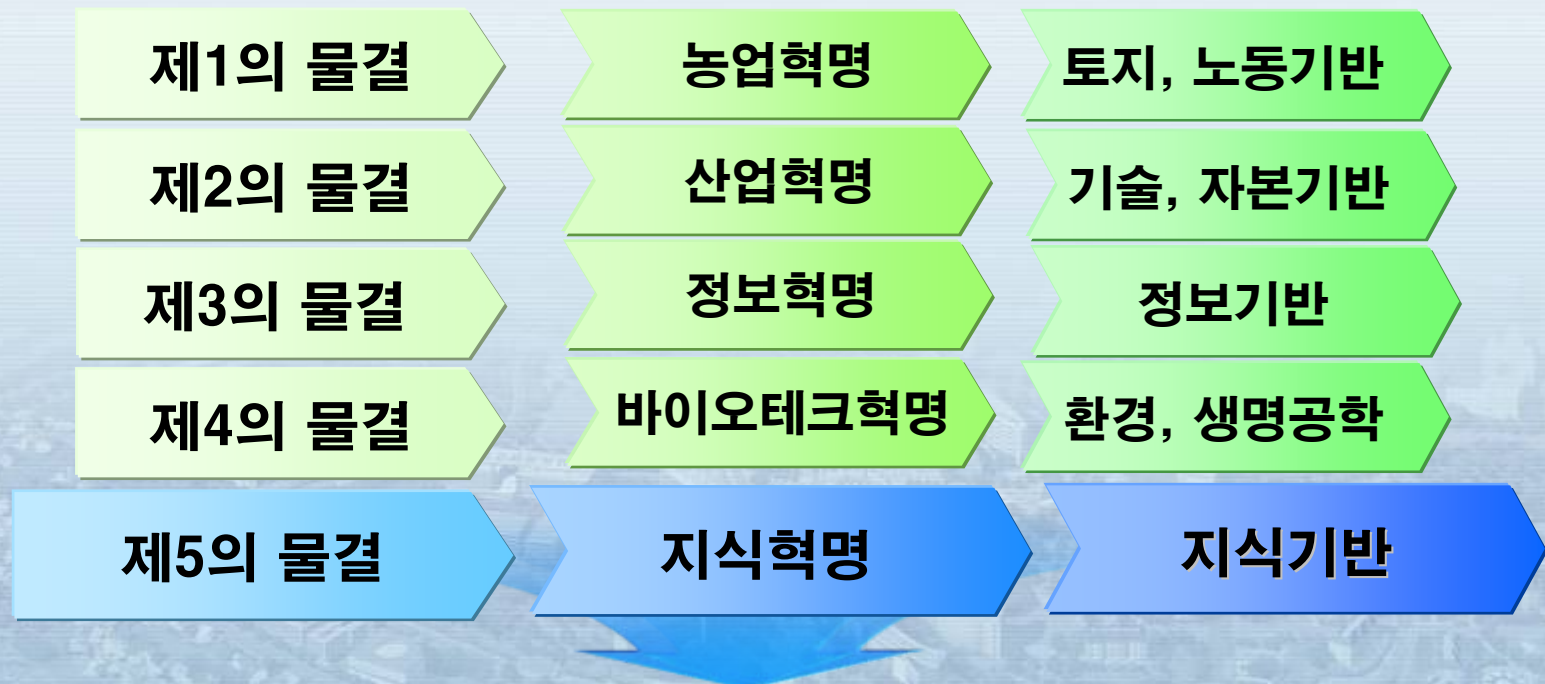 제1의 물결 농업혁명 토지, 노동기반
제2의 물결 산업혁명 기술, 자본기반
제3의 물결 정보혁명 정보기반
제4의 물결 바이오테크혁명 환경, 생명공학
제5의 물결 지식혁명 지식기반